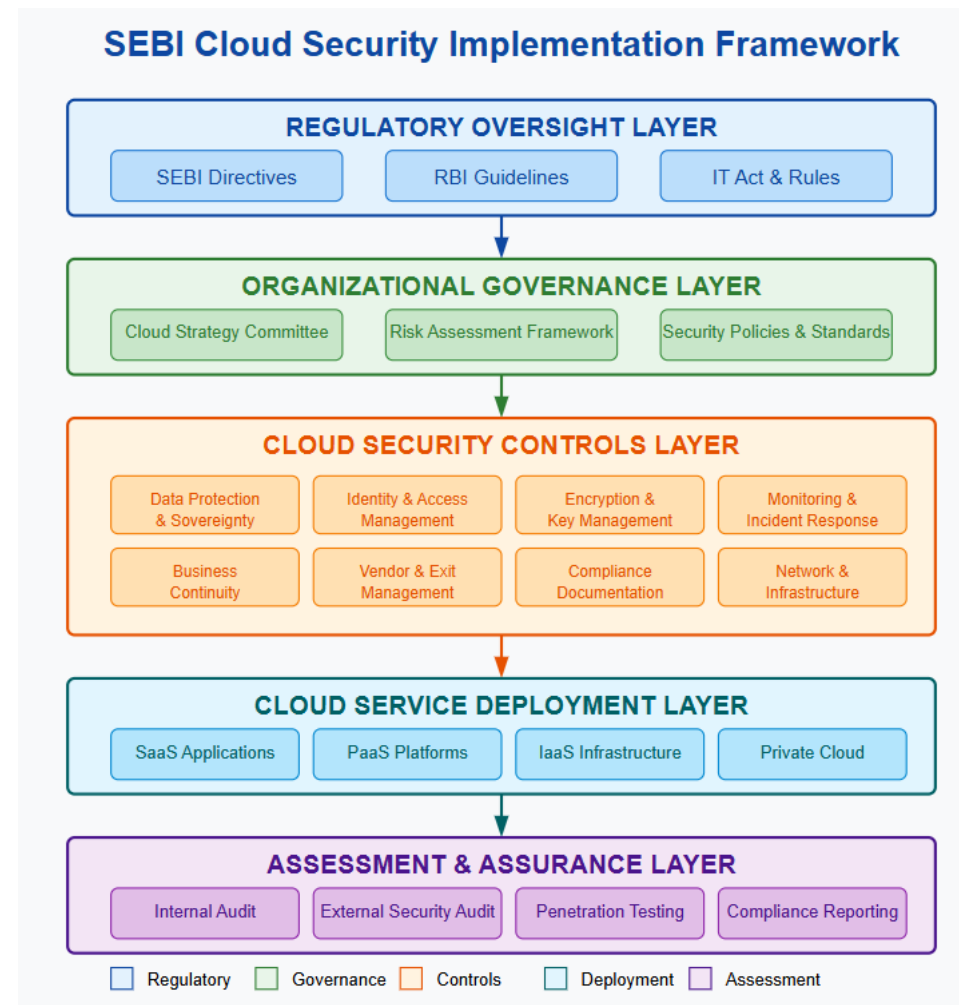 SEBI Cloud Security Implementation Framework
REGULATORY OVERSIGHT LAYER
SEBI Directives
RBI Guidelines
IT Act & Rules
ORGANIZATIONAL GOVERNANCE LAYER
Cloud Strategy Committee
Risk Assessment Framework
Security Policies & Standards
CLOUD SECURITY CONTROLS LAYER
Data Protection
& Sovereignty
Identity & Access
Management
Encryption &
Key Management
Monitoring &
Incident Response
Business
Continuity
Vendor & Exit
Management
Compliance
Documentation
Network &
Infrastructure
CLOUD SERVICE DEPLOYMENT LAYER
SaaS Applications
PaaS Platforms
IaaS Infrastructure
Private Cloud
ASSESSMENT & ASSURANCE LAYER
Internal Audit
External Security Audit
Penetration Testing
Compliance Reporting
Regulatory
Governance
Controls
Deployment
Assessment